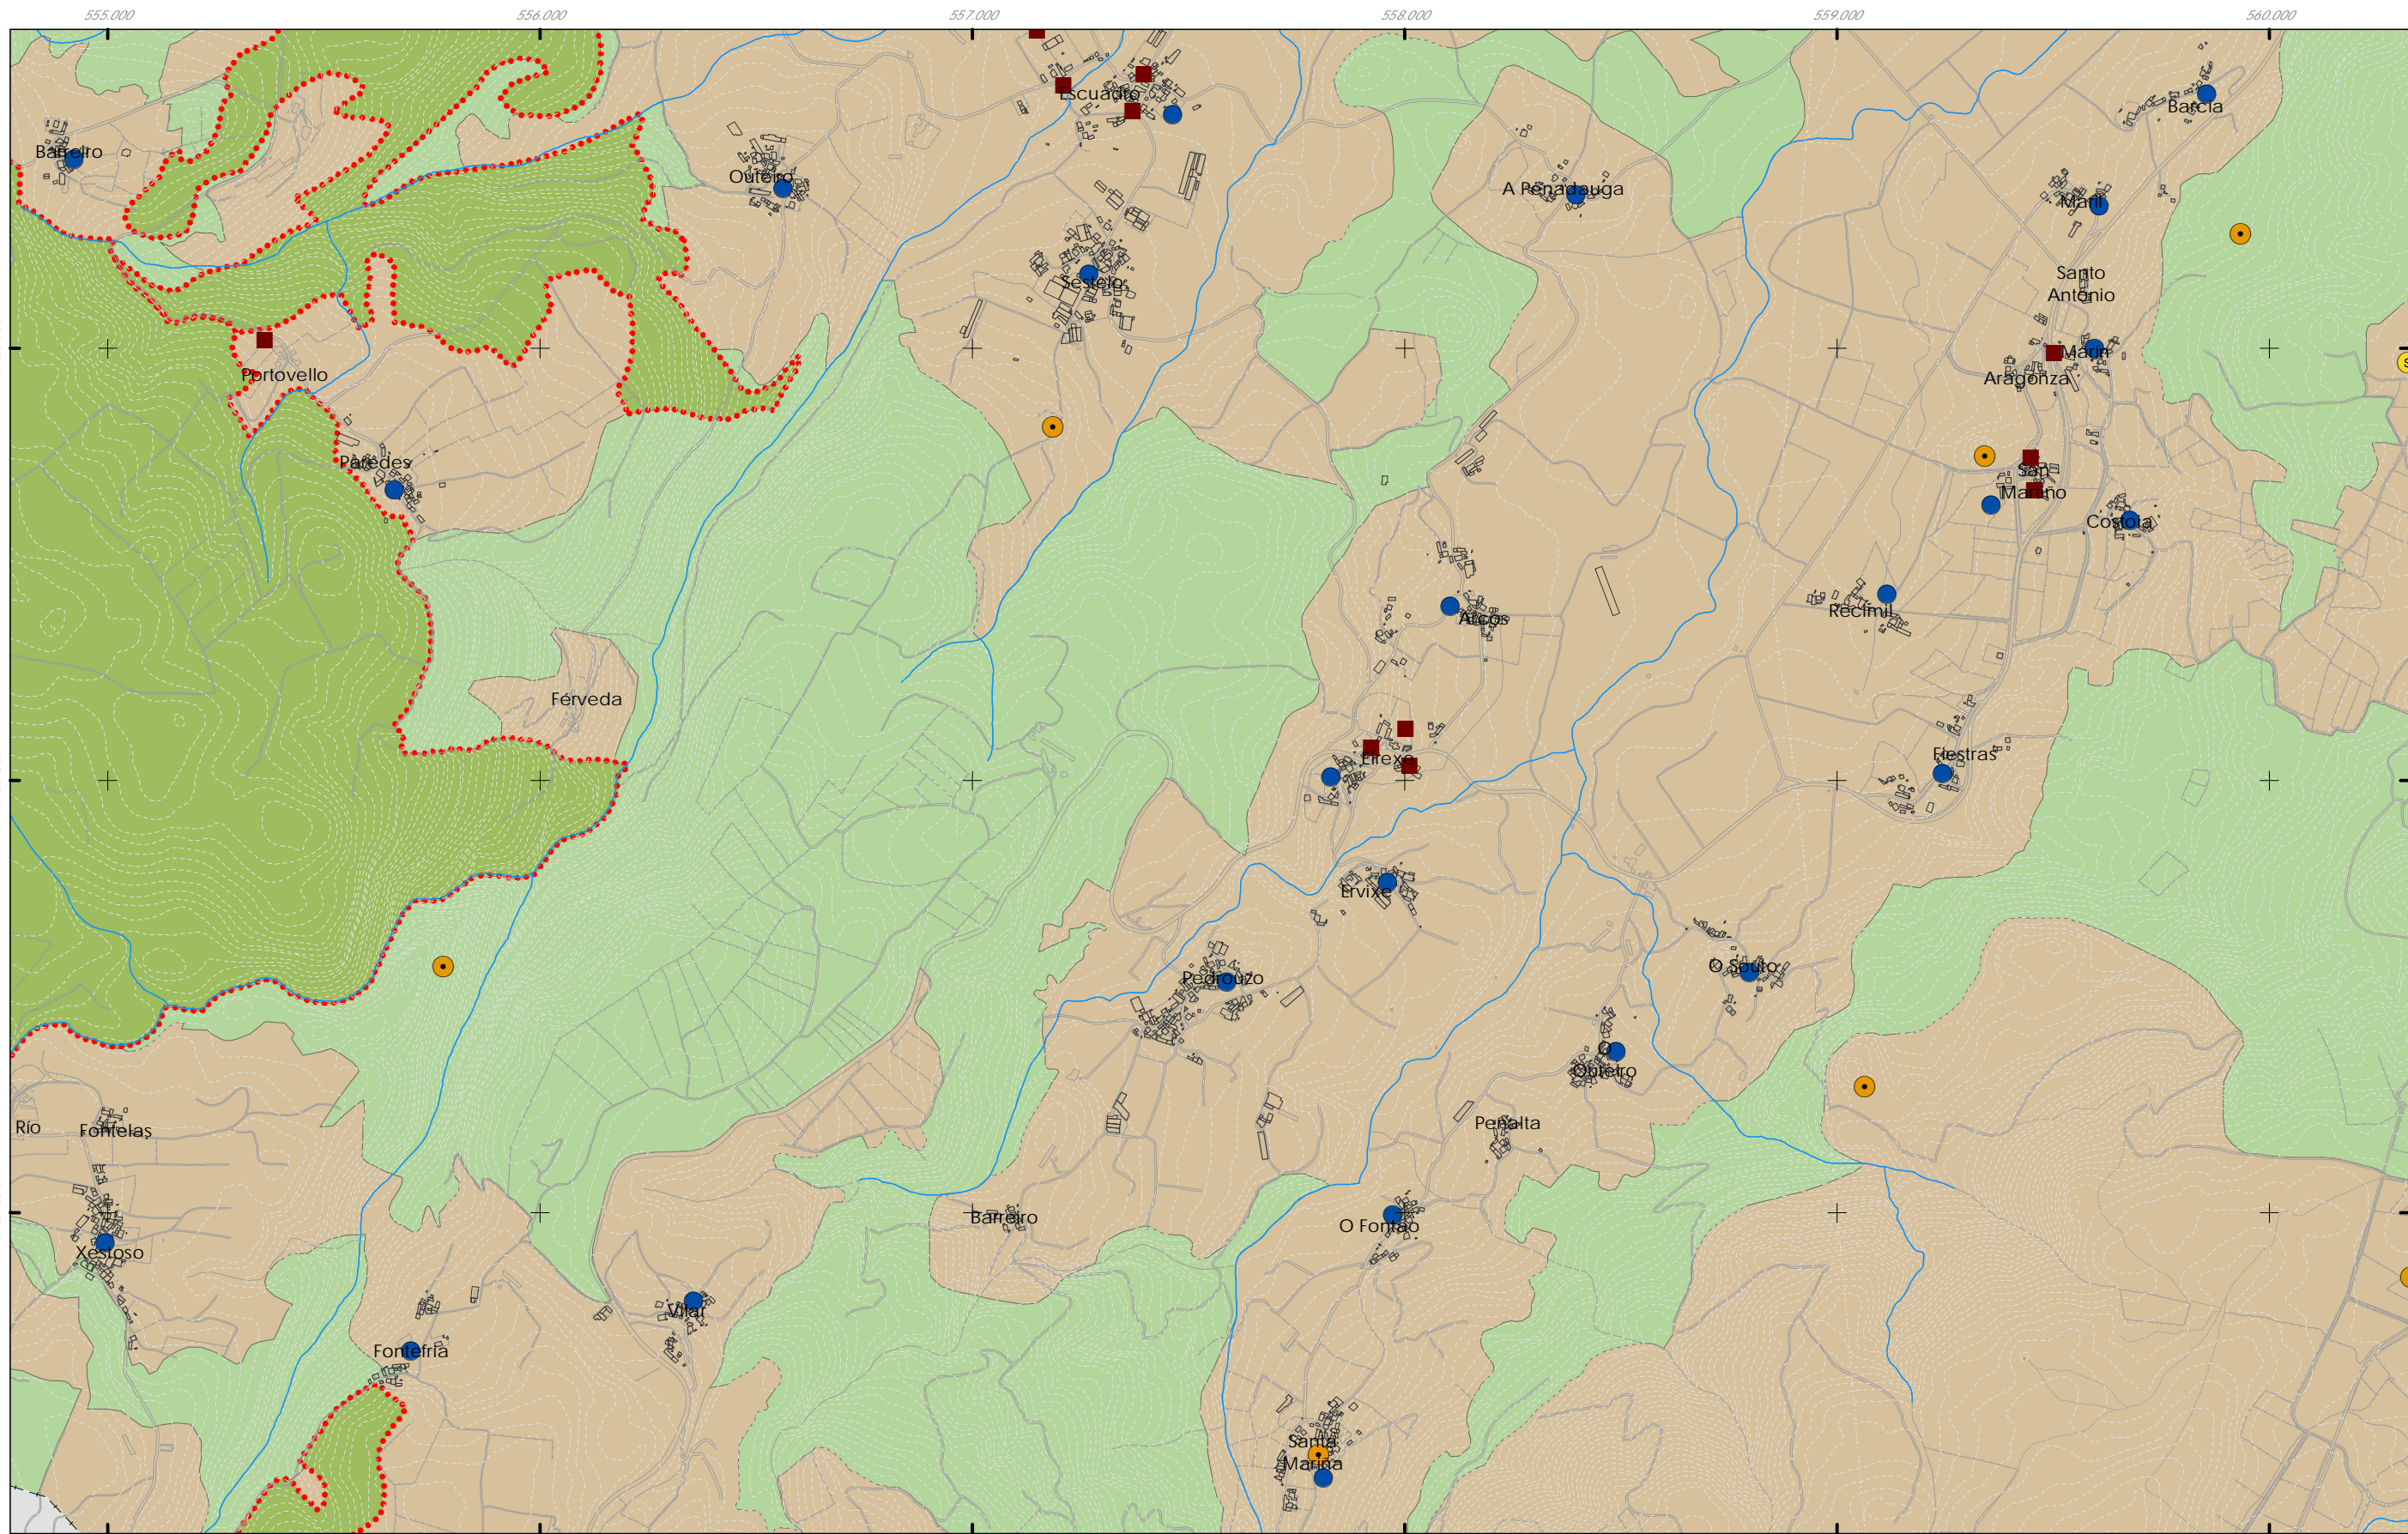 555.000
556.000
557.000
558.000
559.000
560.000
Escuadro
Barcia
Barreiro
Outeiro
A Penadauga
Maril
Santo
Antonio
Sestelo
Marin
Portovello
Aragonza
Paredes
San
Martiño
Costoia
Recimil
Arcos
Férveda
Fiestras
Eirexe
Ervixe
O Souto
Pedrouzo
O
Outeiro
Penalta
Río
Fontelas
Barreiro
O Fontao
Xestoso
Vilar
Fontefría
Santa
Mariña
S